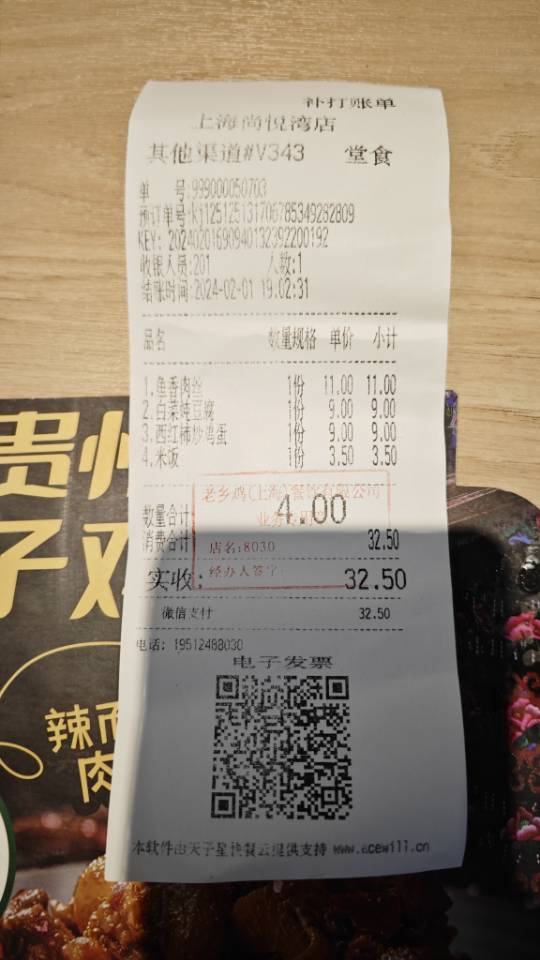 补打账单
上海尚悦湾店
其他渠道#V343 堂食
单 号:999000050703
预订单号:kj125125131706785349282809
KEY: 2024020169094013239220019​2
收银人员:201 人数:1
结账时间:2024-02-01 19:02:31
品名 数量规格 单价 小计
1.鱼香肉丝 1份 11.00 11.00
2.白菜炖豆腐 1份 9.00 9.00
3.西红柿炒鸡蛋 1份 9.00 9.00
4.米饭 1份 3.50 3.50
老乡鸡(上海)餐饮有限公司
数量合计 4.00
业务专用
消费合计 32.50
店名:8030
实收: 32.50
经办人签字:
微信支付 32.50
电话: 19512488030
电子发票
本软件由天子星快餐云提供支持 www.acewill.cn
贵州
子鸡
辣而
肉